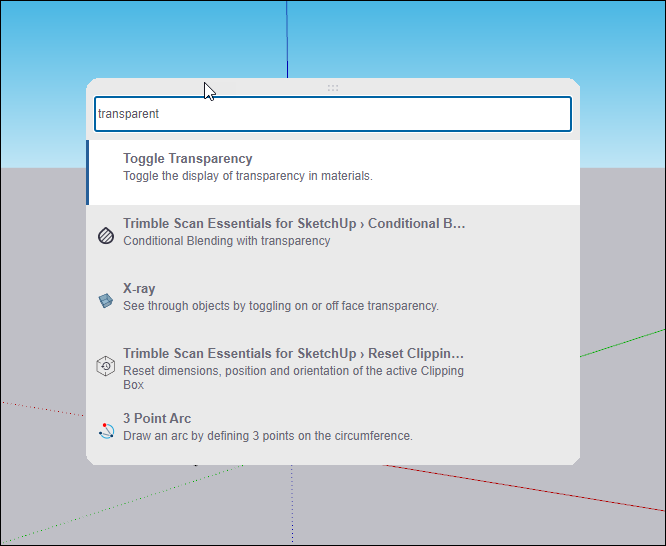 transparent
Toggle Transparency
Toggle the display of transparency in materials.
Trimble Scan Essentials for SketchUp › Conditional B…
Conditional Blending with transparency
X-ray
See through objects by toggling on or off face transparency.
Trimble Scan Essentials for SketchUp › Reset Clippin…
Reset dimensions, position and orientation of the active Clipping
Box
3 Point Arc
Draw an arc by defining 3 points on the circumference.